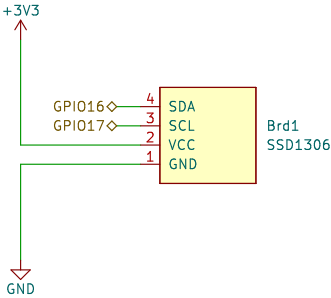 +3V3
GPIO16 4 SDA
GPIO17 3 SCL
2 VCC
1 GND
Brd1
SSD1306
GND